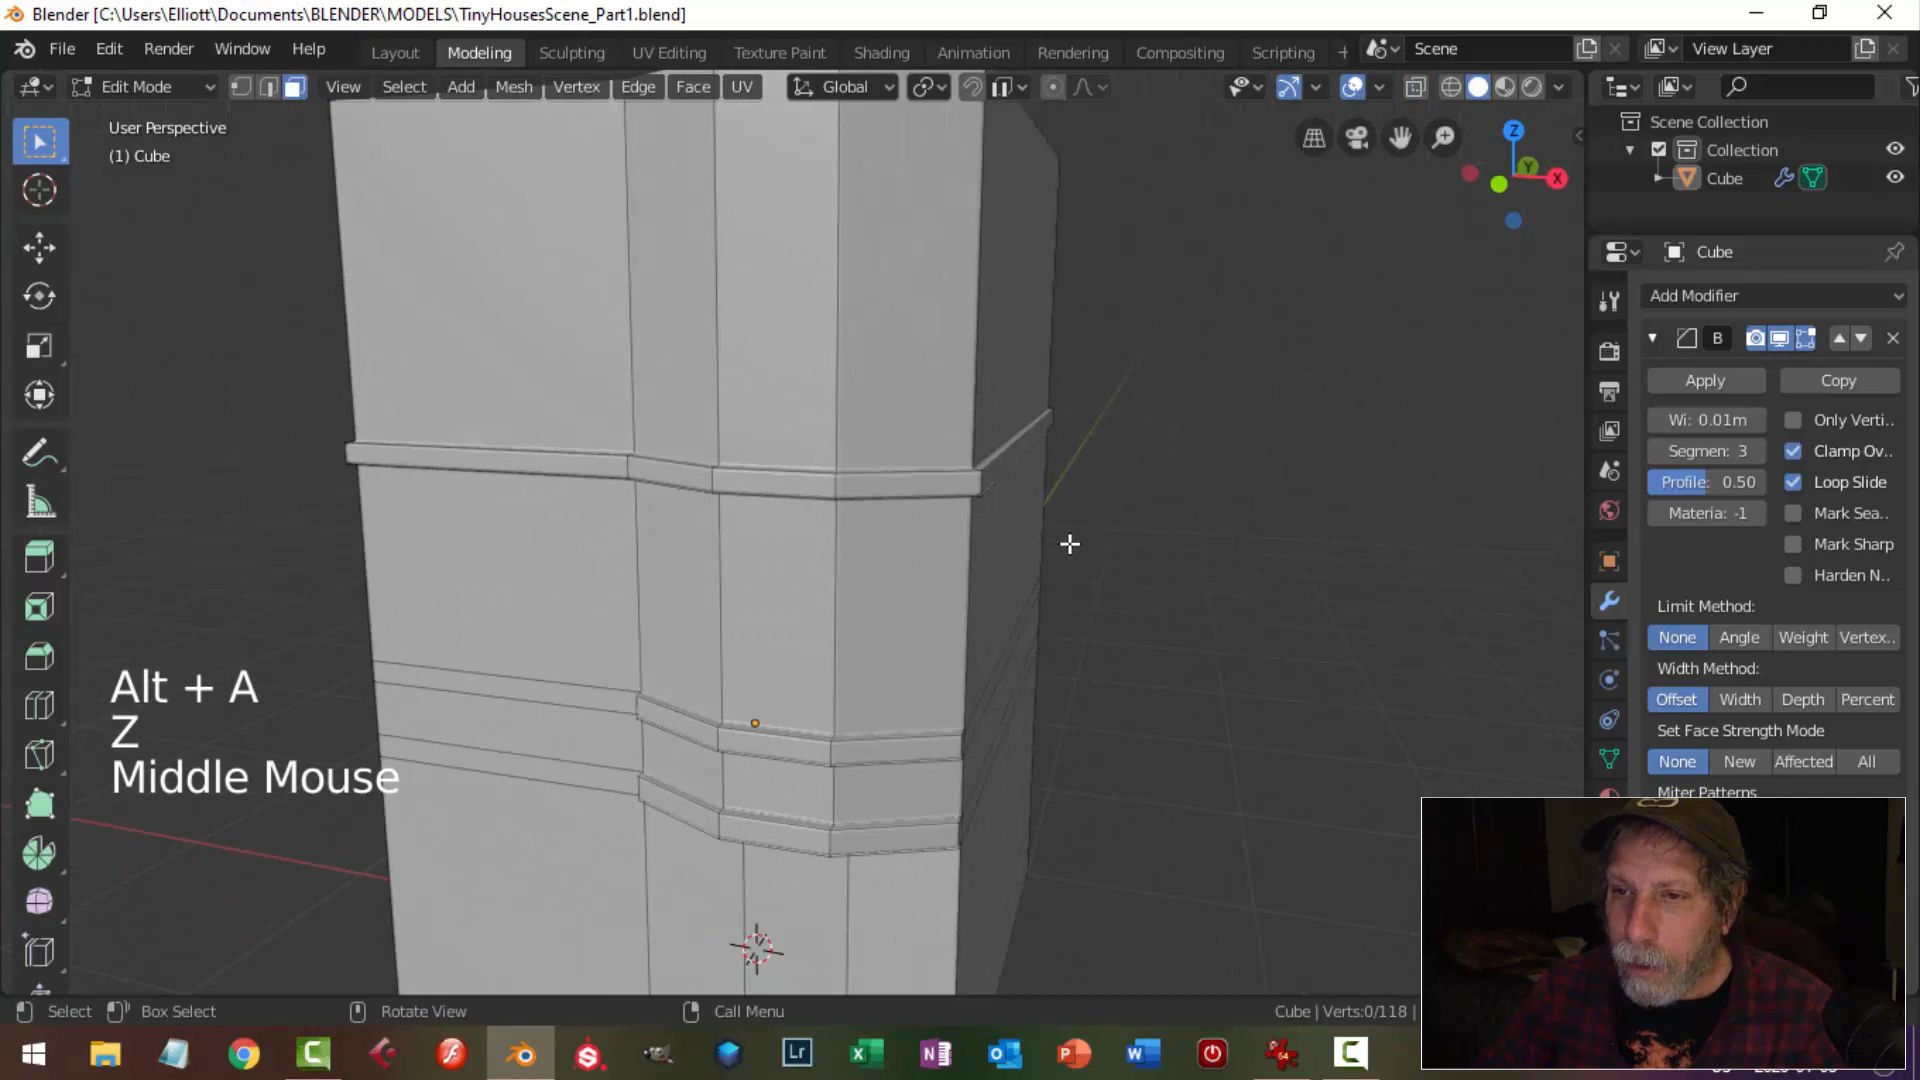 Blender [C:\Users\Elliott\Documents\BLENDER\MODELS\TinyHousesScene_Part1.blend]
File Edit Render Window Help Layout Modeling Sculpting UV Editing Texture Paint Shading Animation Rendering Compositing Scripting + Scene View Layer
Edit Mode View Select Add Mesh Vertex Edge Face UV Global
User Perspective
(1) Cube
Z
Y
X
Scene Collection
Collection
Cube
Cube
Add Modifier
B
Apply Copy
Wi: 0.01m Only Verti..
Segmen: 3 Clamp Ov..
Profile: 0.50 Loop Slide
Materia: -1 Mark Sea..
Mark Sharp
Harden N..
Limit Method:
None Angle Weight Vertex..
Width Method:
Offset Width Depth Percent
Set Face Strength Mode
None New Affected All
Miter Patterns
Alt + A
Z
Middle Mouse
Select Box Select Rotate View Call Menu Cube | Verts:0/118 |